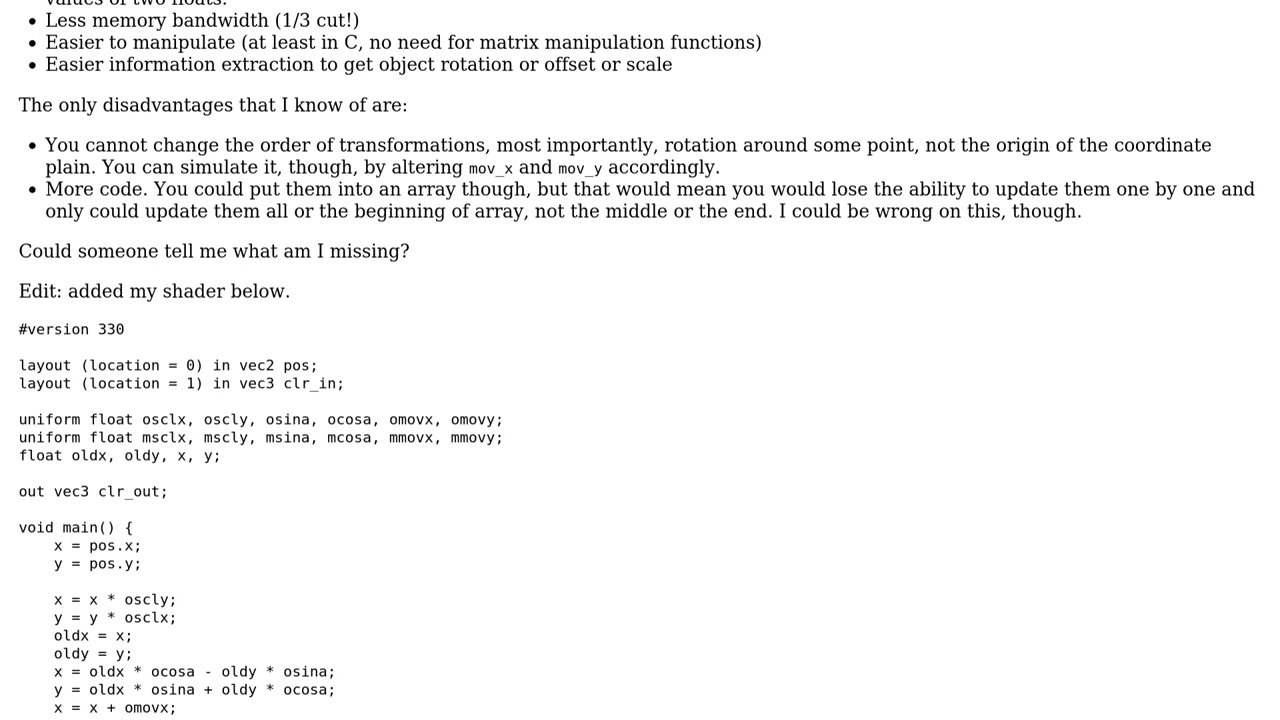 values of two floats.
Less memory bandwidth (1/3 cut!)
Easier to manipulate (at least in C, no need for matrix manipulation functions)
Easier information extraction to get object rotation or offset or scale
The only disadvantages that I know of are:
You cannot change the order of transformations, most importantly, rotation around some point, not the origin of the coordinate
plain. You can simulate it, though, by altering mov_x and mov_y accordingly.
More code. You could put them into an array though, but that would mean you would lose the ability to update them one by one and
only could update them all or the beginning of array, not the middle or the end. I could be wrong on this, though.
Could someone tell me what am I missing?
Edit: added my shader below.
#version 330
layout (location = 0) in vec2 pos;
layout (location = 1) in vec3 clr_in;
uniform float osclx, oscly, osina, ocosa, omovx, omovy;
uniform float msclx, mscly, msina, mcosa, mmovx, mmovy;
float oldx, oldy, x, y;
out vec3 clr_out;
void main() {
    x = pos.x;
    y = pos.y;
    x = x * oscly;
    y = y * osclx;
    oldx = x;
    oldy = y;
    x = oldx * ocosa - oldy * osina;
    y = oldx * osina + oldy * ocosa;
    x = x + omovx;